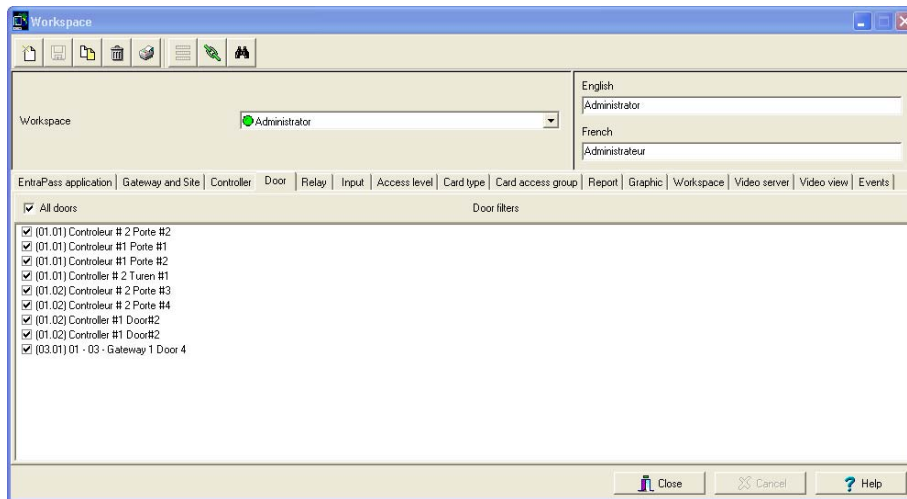 Workspace
English
Administrator
Workspace
Administrator
French
Administrateur
EntraPass application Gateway and Site Controller Door Relay Input Access level Card type Card access group Report Graphic Workspace Video server Video view Events
All doors
Door filters
(01.01) Controleur # 2 Porte #2
(01.01) Controleur #1 Porte #1
(01.01) Controleur #1 Porte #2
(01.01) Controller # 2 Turen #1
(01.02) Controleur # 2 Porte #3
(01.02) Controleur # 2 Porte #4
(01.02) Controller #1 Door#2
(01.02) Controller #1 Door#2
(03.01) 01 - 03 - Gateway 1 Door 4
Close Cancel ? Help